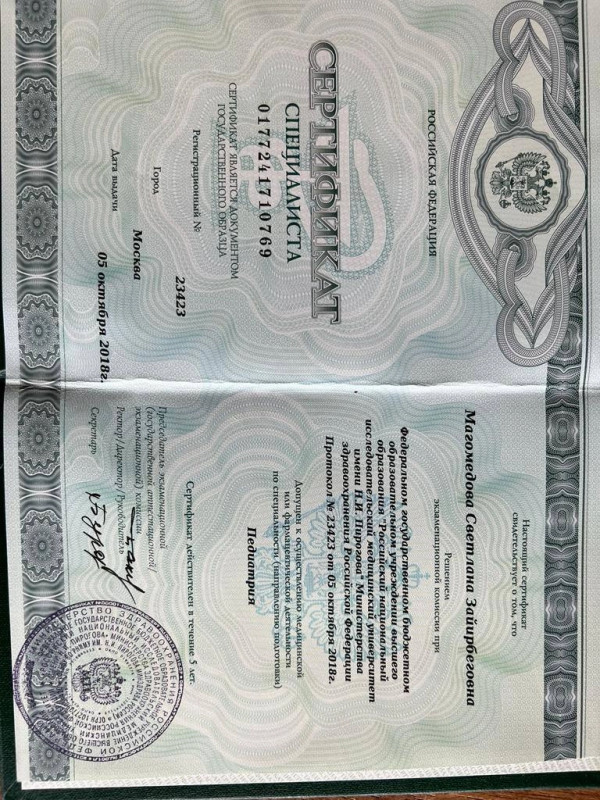 РОССИЙСКАЯ ФЕДЕРАЦИЯ
СЕРТИФИКАТ
СПЕЦИАЛИСТА
0177241710769
СЕРТИФИКАТ ЯВЛЯЕТСЯ ДОКУМЕНТОМ
ГОСУДАРСТВЕННОГО ОБРАЗЦА
Регистрационный №
23423
Город
Москва
Дата выдачи
05 октября 2018г.
Настоящий сертификат
свидетельствует о том, что
Магомедова Светлана Зайирбеговна
Решением
экзаменационной комиссии при
Федеральном государственном бюджетном
образовательном учреждении высшего
образования "Российский национальный
исследовательский медицинский университет
имени Н.И. Пирогова" Министерства
здравоохранения Российской Федерации
Протокол № 23423 от 05 октября 2018г.
Допущен к осуществлению медицинской
или фармацевтической деятельности
по специальности (направлению подготовки)
Педиатрия
Сертификат действителен в течение 5 лет.
Председатель экзаменационной
(государственной аттестационной/
экзаменационной) комиссии
Ректор/Директор/Руководитель
Секретарь